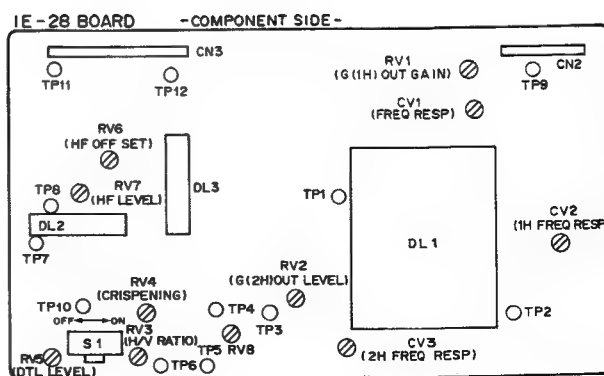 IE-28 BOARD -COMPONENT SIDE-
CN3
CN2
TP11
TP12
RV1
(G(1H) OUT GAIN)
TP9
CV1
(FREQ RESP)
RV6
(HF OFF SET)
DL3
TP8
RV7
(HF LEVEL)
TP1
DL1
CV2
(1H FREQ RESP)
DL2
TP7
RV4
(CRISPENING)
RV2
(G(2H)OUT LEVEL)
TP10
OFF ON
TP4
TP3
TP2
S1
RV3
(H/V RATIO)
RV8
RV5
(DTL LEVEL)
TP6
TP5
CV3
(2H FREQ RESP)